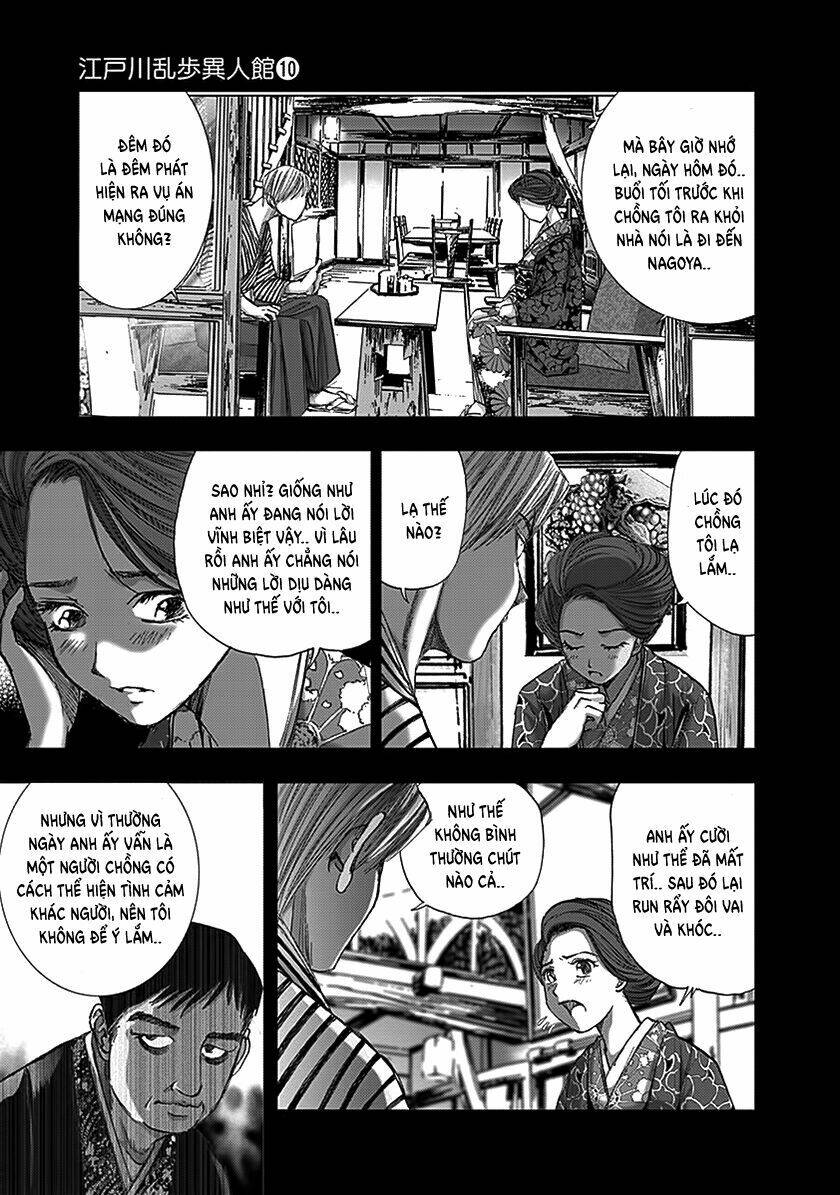 江戸川乱歩異人館⑩
MÀ BÂY GIỜ NHỚ
LẠI, NGÀY HÔM ĐÓ..
BUỔI TỐI TRƯỚC KHI
CHỒNG TÔI RA KHỎI
NHÀ NÓI LÀ ĐI ĐẾN
NAGOYA..
ĐÊM ĐÓ
LÀ ĐÊM PHÁT
HIỆN RA VỤ ÁN
MẠNG ĐÚNG
KHÔNG?
LÚC ĐÓ
CHỒNG
TÔI LẠ
LẮM..
LẠ THẾ
NÀO?
SAO NHỈ? GIỐNG NHƯ
ANH ẤY ĐANG NÓI LỜI
VĨNH BIỆT VẬY.. VÌ LÂU
RỒI ANH ẤY CHẲNG NÓI
NHỮNG LỜI DỊU DÀNG
NHƯ THẾ VỚI TÔI..
ANH ẤY CƯỜI
NHƯ THỂ ĐÃ MẤT
TRÍ.. SAU ĐÓ LẠI
RUN RẨY ĐÔI VAI
VÀ KHÓC..
NHƯ THẾ
KHÔNG BÌNH
THƯỜNG CHÚT
NÀO CẢ..
NHƯNG VÌ THƯỜNG
NGÀY ANH ẤY VẪN LÀ
MỘT NGƯỜI CHỒNG CÓ
CÁCH THỂ HIỆN TÌNH CẢM
KHÁC NGƯỜI, NÊN TÔI
KHÔNG ĐỂ Ý LẮM..